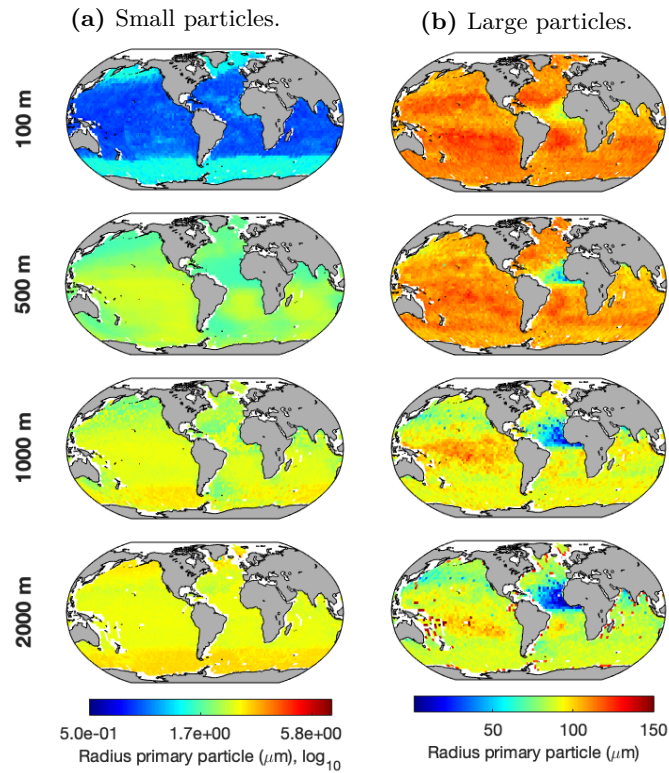 (a) Small particles.
(b) Large particles.
100 m
500 m
1000 m
2000 m
5.0e-01 1.7e+00 5.8e+00
Radius primary particle (μm), log10
50 100 150
Radius primary particle (μm)